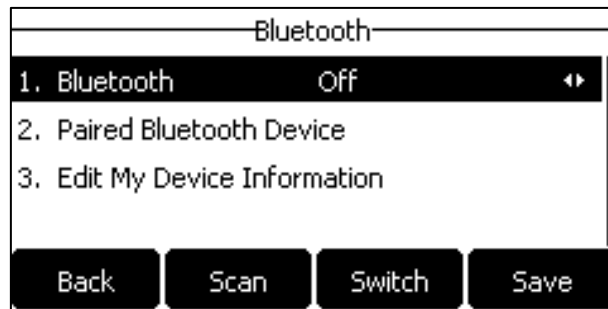 Bluetooth
1. Bluetooth Off
2. Paired Bluetooth Device
3. Edit My Device Information
Back Scan Switch Save